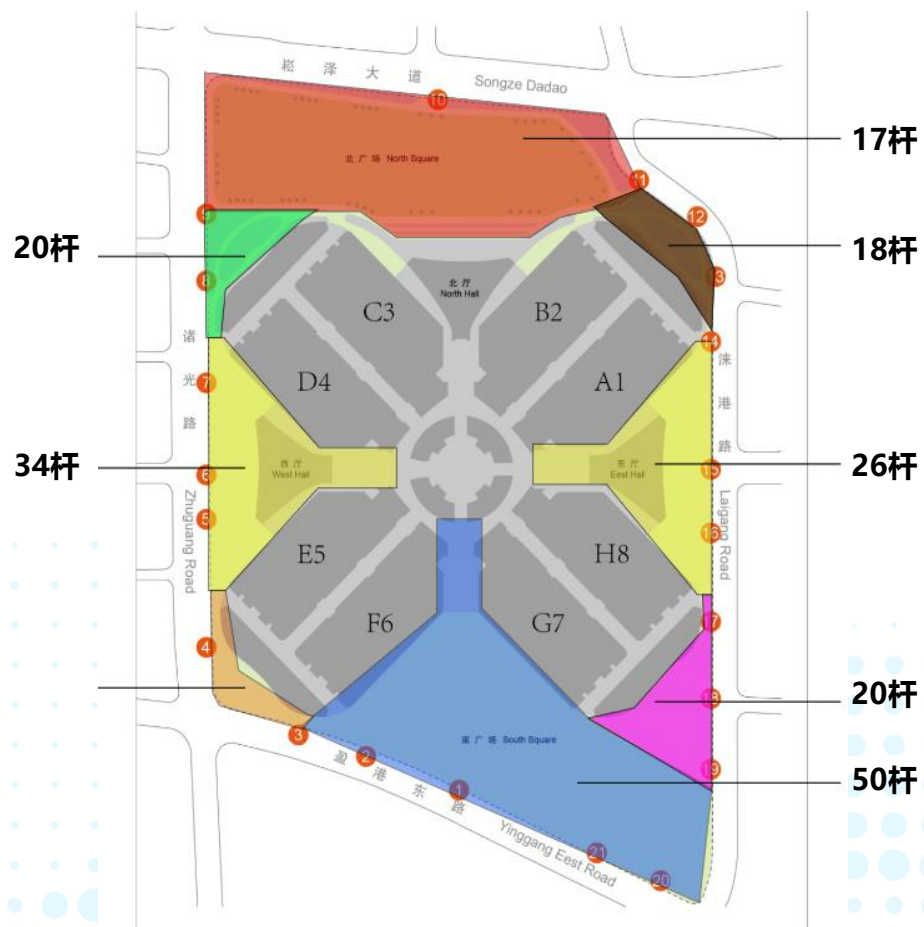 崧泽大道 Songze Dadao
10
17杆
北广场 North Square
11
12
9
18杆
20杆
13
8
北厅
North Hall
C3
B2
14
诸光路
涞港路
7
D4
A1
34杆
西厅
West Hall
东厅
Eest Hall
26杆
6
15
5
16
Zhuguang Road
Laigang Road
E5
H8
F6
G7
17
4
20杆
18
3
南广场 South Square
2
19
50杆
1
盈港东路 Yinggang Eest Road
21
20